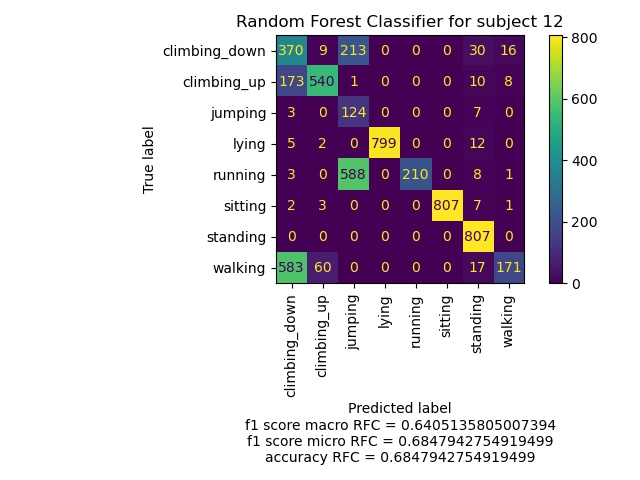 Random Forest Classifier for subject 12
climbing_down 370 9 213 0 0 0 30 16
climbing_up 173 540 1 0 0 0 10 8
jumping 3 0 124 0 0 0 7 0
lying 5 2 0 799 0 0 12 0
running 3 0 588 0 210 0 8 1
sitting 2 3 0 0 0 807 7 1
standing 0 0 0 0 0 0 807 0
walking 583 60 0 0 0 0 17 171
True label
climbing_down climbing_up jumping lying running sitting standing walking
Predicted label
800
600
400
200
0
f1 score macro RFC = 0.6405135805007394
f1 score micro RFC = 0.6847942754919499
accuracy RFC = 0.6847942754919499